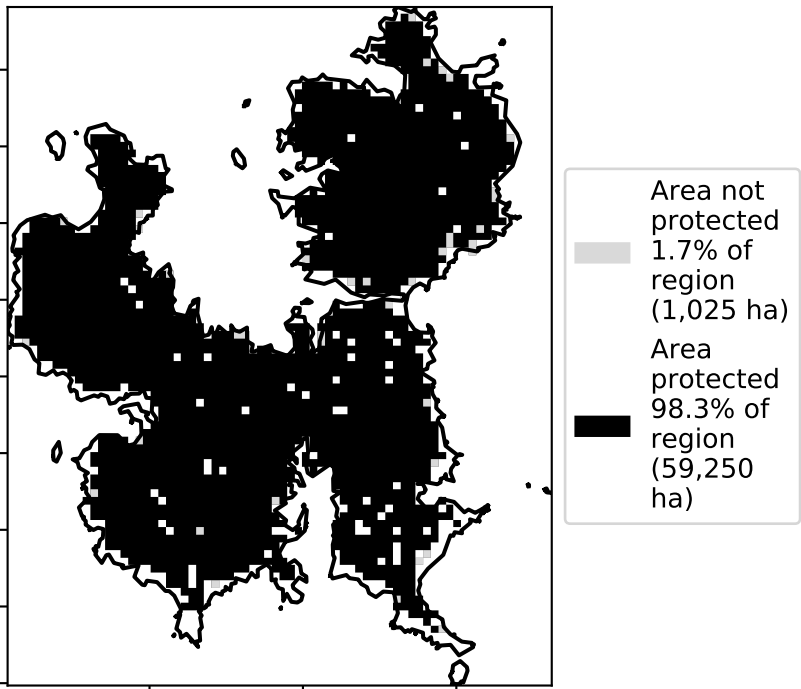 Area not
protected
1.7% of
region
(1,025 ha)
Area
protected
98.3% of
region
(59,250
ha)